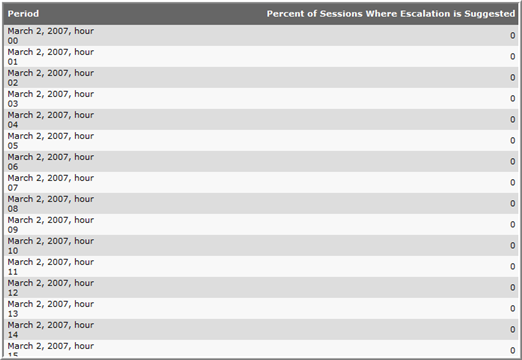 Period Percent of Sessions Where Escalation is Suggested
March 2, 2007, hour
00 0
March 2, 2007, hour
01 0
March 2, 2007, hour
02 0
March 2, 2007, hour
03 0
March 2, 2007, hour
04 0
March 2, 2007, hour
05 0
March 2, 2007, hour
06 0
March 2, 2007, hour
07 0
March 2, 2007, hour
08 0
March 2, 2007, hour
09 0
March 2, 2007, hour
10 0
March 2, 2007, hour
11 0
March 2, 2007, hour
12 0
March 2, 2007, hour
13 0
March 2, 2007, hour
14 0
March 2, 2007, hour
15 0